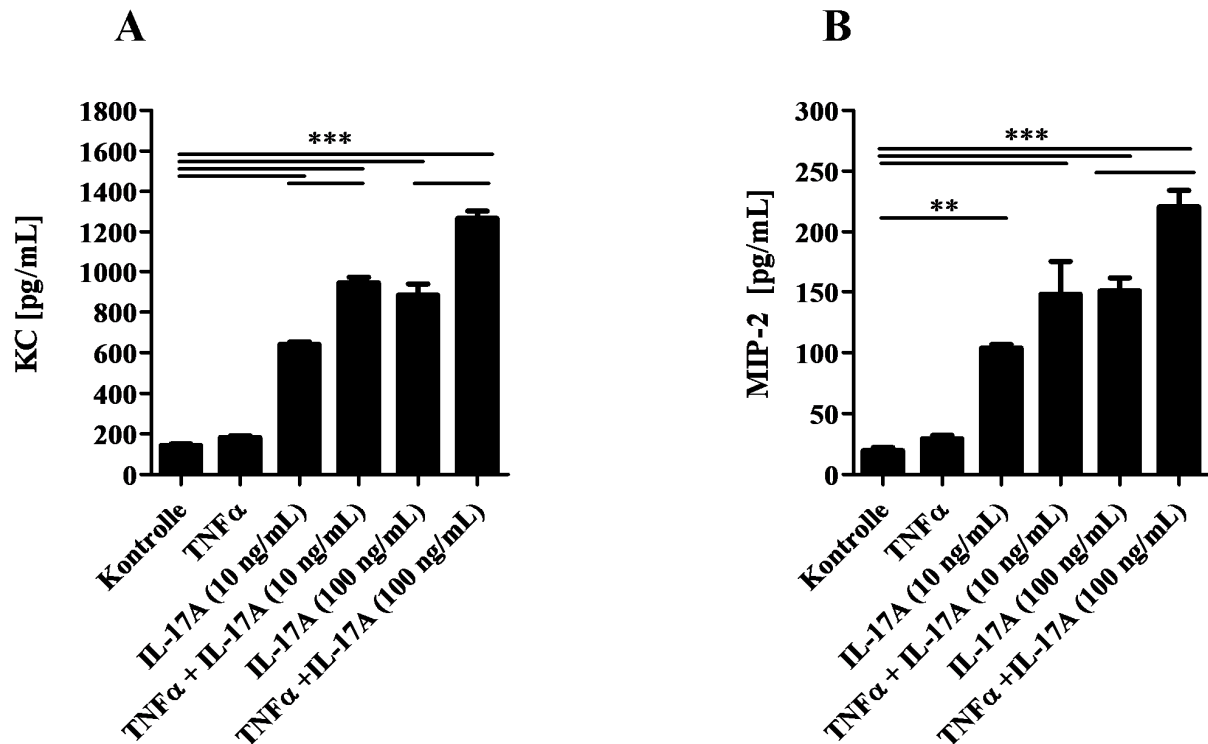 A
KC [pg/mL]
1800
1600
1400
1200
1000
800
600
400
200
0
***
Kontrolle
TNFα
IL-17A (10 ng/mL)
TNFα + IL-17A (10 ng/mL)
IL-17A (100 ng/mL)
TNFα +IL-17A (100 ng/mL)
B
MIP-2 [pg/mL]
300
250
200
150
100
50
0
***
**
Kontrolle
TNFα
IL-17A (10 ng/mL)
TNFα + IL-17A (10 ng/mL)
IL-17A (100 ng/mL)
TNFα +IL-17A (100 ng/mL)